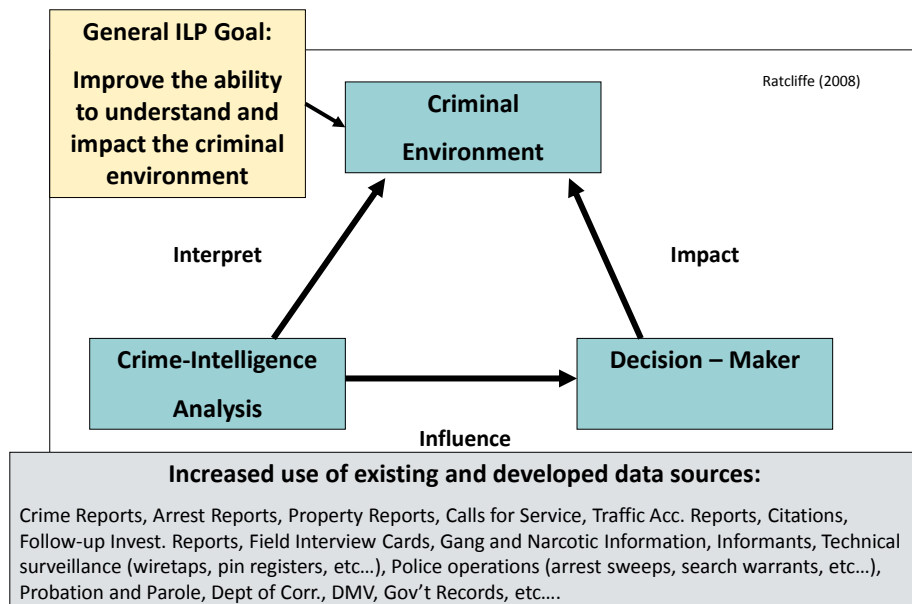 General ILP Goal:
Improve the ability
to understand and
impact the criminal
environment
Ratcliffe (2008)
Criminal
Environment
Interpret
Impact
Crime-Intelligence
Analysis
Decision – Maker
Influence
Increased use of existing and developed data sources:
Crime Reports, Arrest Reports, Property Reports, Calls for Service, Traffic Acc. Reports, Citations,
Follow-up Invest. Reports, Field Interview Cards, Gang and Narcotic Information, Informants, Technical
surveillance (wiretaps, pin registers, etc...), Police operations (arrest sweeps, search warrants, etc...),
Probation and Parole, Dept of Corr., DMV, Gov’t Records, etc....